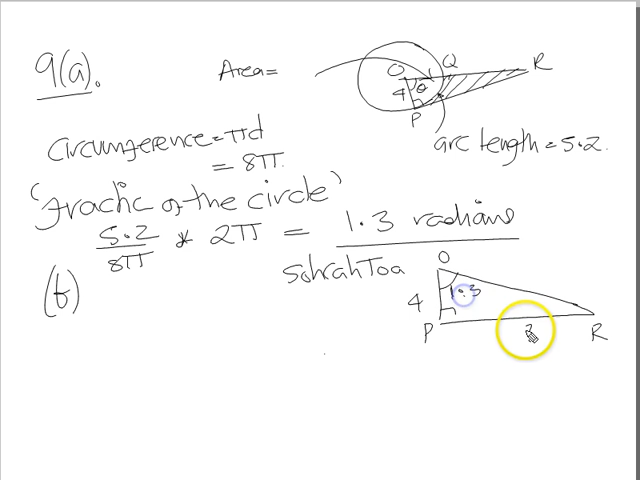 9(a).
Area=
O
Q
R
4
θ
P
arc length = 5.2.
Circumference = πd
= 8π.
'fractic of the circle'
5.2
8π
* 2π = 1.3 radians
SohCahToa
(b)
O
4
1.3
P
?
R